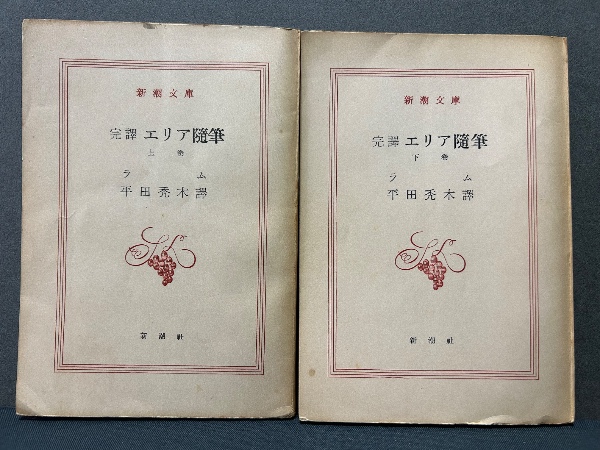 新潮文庫
完譯 エリア隨筆
上巻
ラム
平田禿木譯
新潮社
新潮文庫
完譯 エリア隨筆
下巻
ラム
平田禿木譯
新潮社